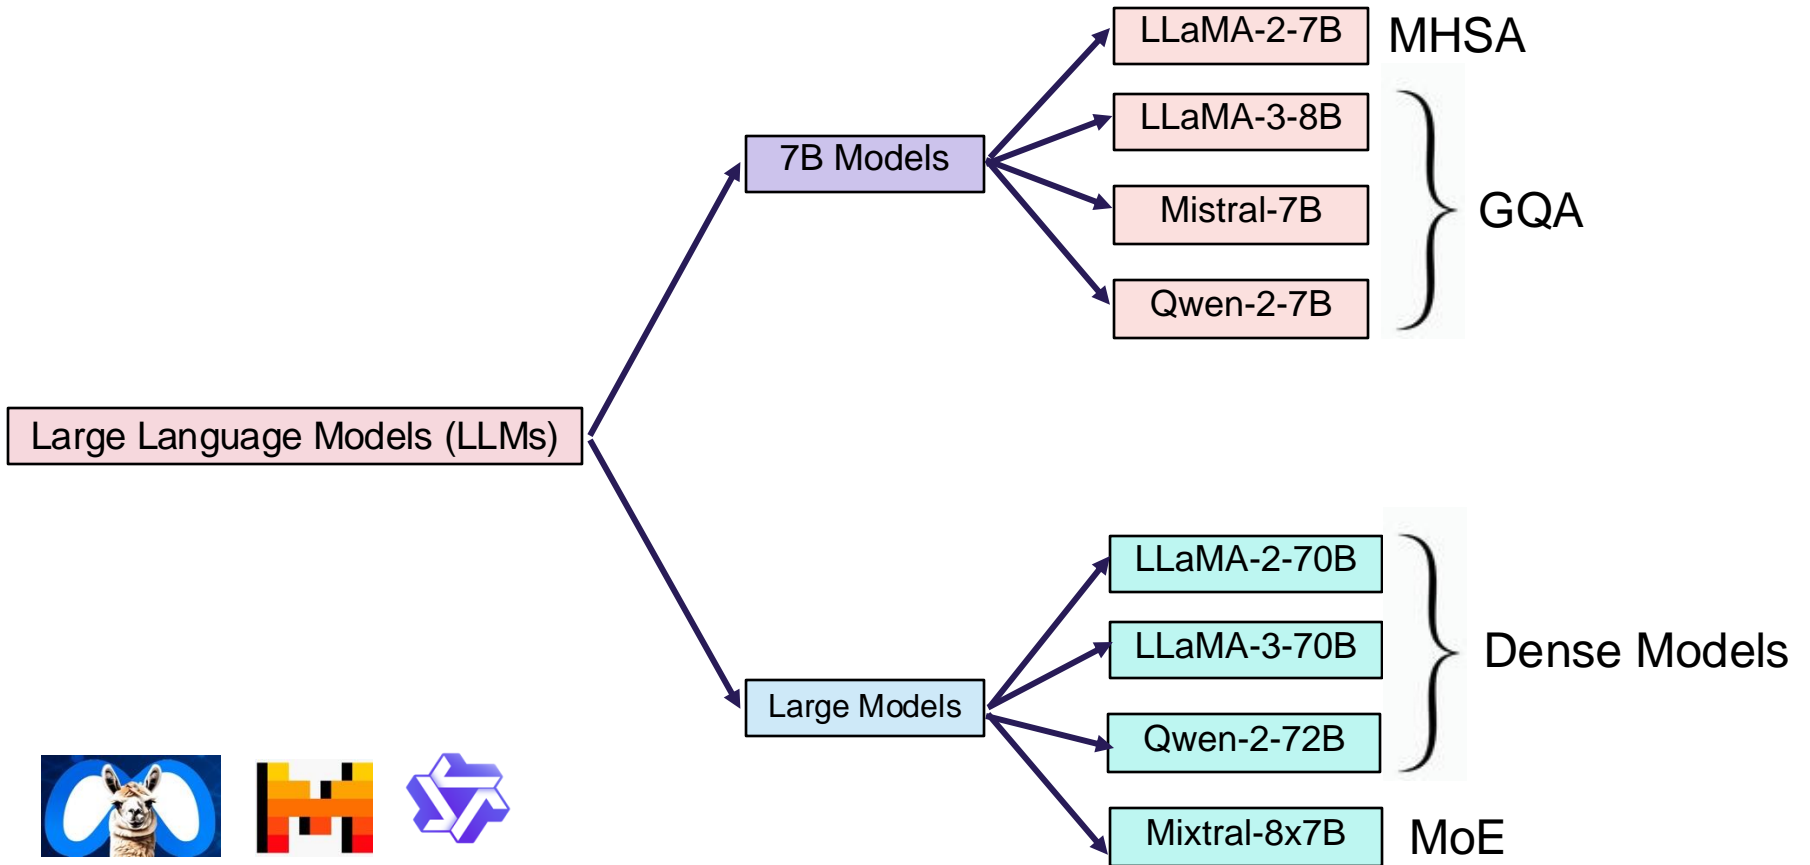 LLaMA-2-7B
MHSA
LLaMA-3-8B
7B Models
Mistral-7B
GQA
Qwen-2-7B
Large Language Models (LLMs)
LLaMA-2-70B
LLaMA-3-70B
Dense Models
Large Models
Qwen-2-72B
Mixtral-8x7B
MoE